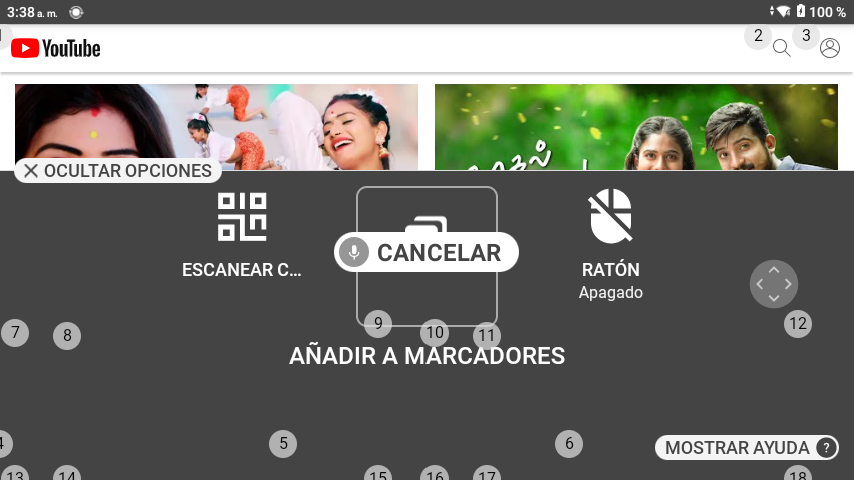 3:38 a. m.
100 %
2
3
YouTube
OCULTAR OPCIONES
CANCELAR
ESCANEAR C...
RATÓN
Apagado
7
8
9
10
11
12
AÑADIR A MARCADORES
4
5
6
MOSTRAR AYUDA ?
13
14
15
16
17
18